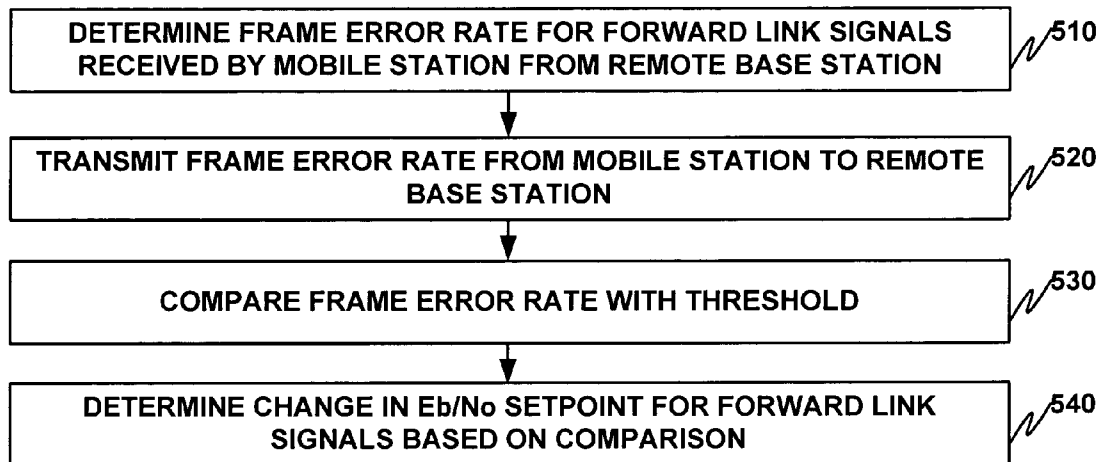 DETERMINE FRAME ERROR RATE FOR FORWARD LINK SIGNALS
RECEIVED BY MOBILE STATION FROM REMOTE BASE STATION
510
TRANSMIT FRAME ERROR RATE FROM MOBILE STATION TO REMOTE
BASE STATION
520
COMPARE FRAME ERROR RATE WITH THRESHOLD
530
DETERMINE CHANGE IN Eb/No SETPOINT FOR FORWARD LINK
SIGNALS BASED ON COMPARISON
540